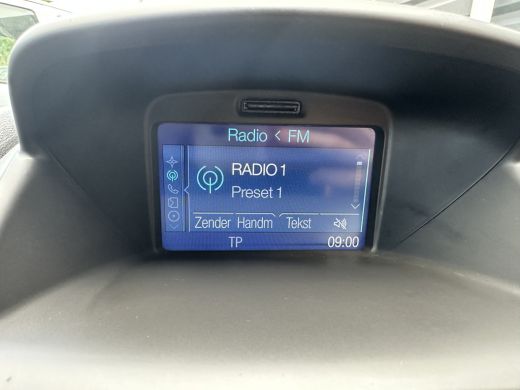 Radio < FM
RADIO 1
Preset 1
Zender Handm Tekst
TP 09:00